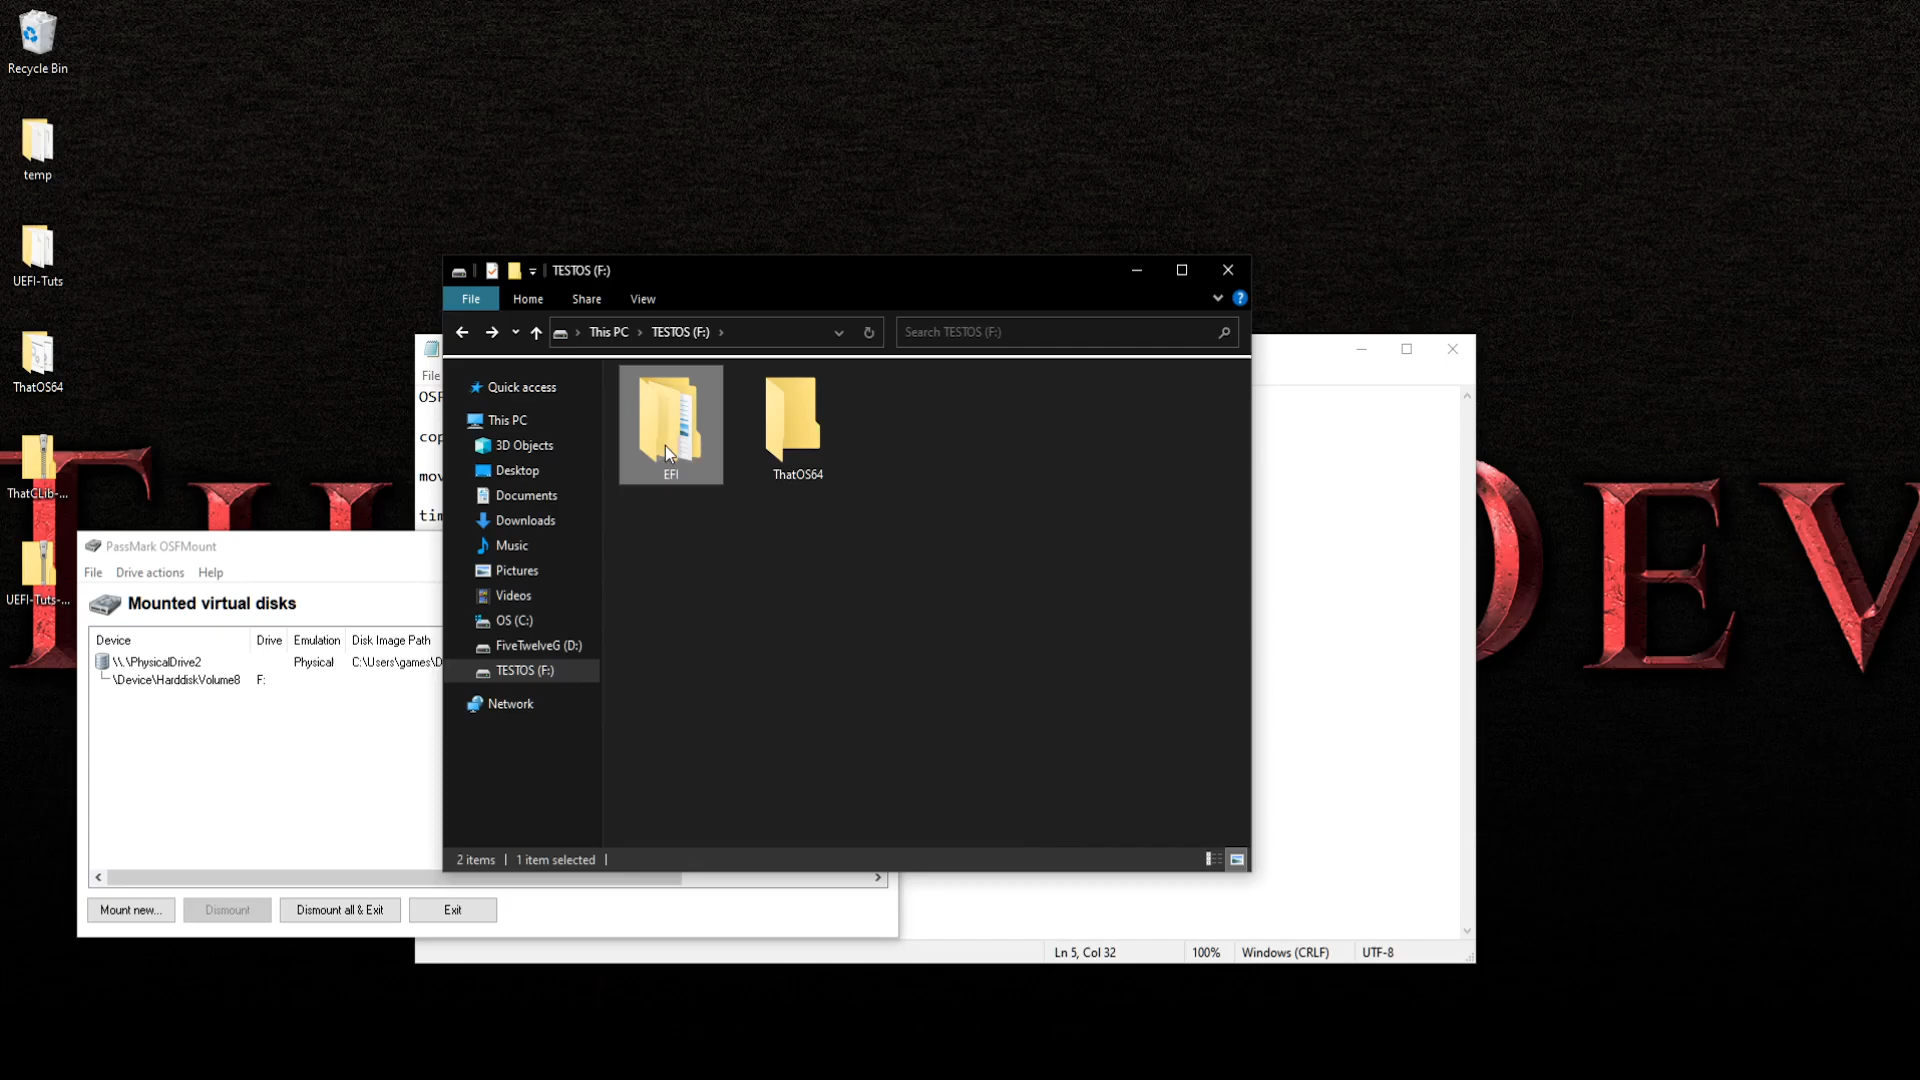 Recycle Bin
temp
UEFI-Tuts
ThatOS64
ThatCLib-...
UEFI-Tuts-...
TESTOS (F:)
File Home Share View
This PC TESTOS (F:)
Search TESTOS (F:)
Quick access
This PC
3D Objects
Desktop
Documents
Downloads
Music
Pictures
Videos
OS (C:)
FiveTwelveG (D:)
TESTOS (F:)
Network
EFI
ThatOS64
2 items 1 item selected
File
OSF
cop
mov
tim
Ln 5, Col 32 100% Windows (CRLF) UTF-8
PassMark OSFMount
File Drive actions Help
Mounted virtual disks
Device Drive Emulation Disk Image Path
\\.\PhysicalDrive2 Physical C:\Users\games\D
\Device\HarddiskVolume8 F:
Mount new... Dismount Dismount all & Exit Exit
DEV